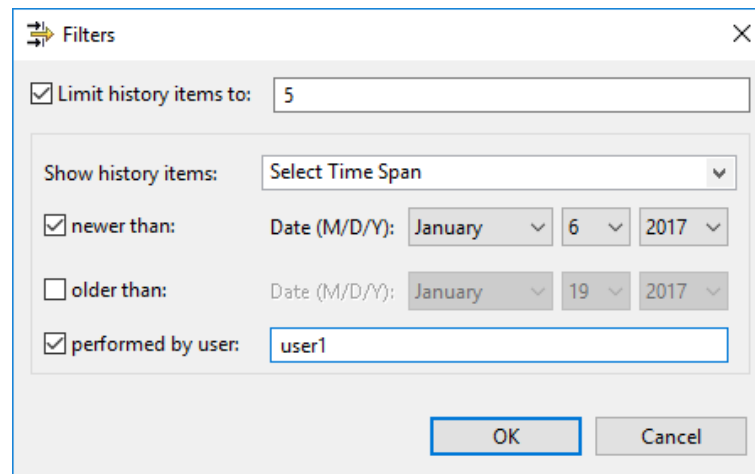 Filters
Limit history items to: 5
Show history items: Select Time Span
newer than: Date (M/D/Y): January 6 2017
older than: Date (M/D/Y): January 19 2017
performed by user: user1
OK Cancel